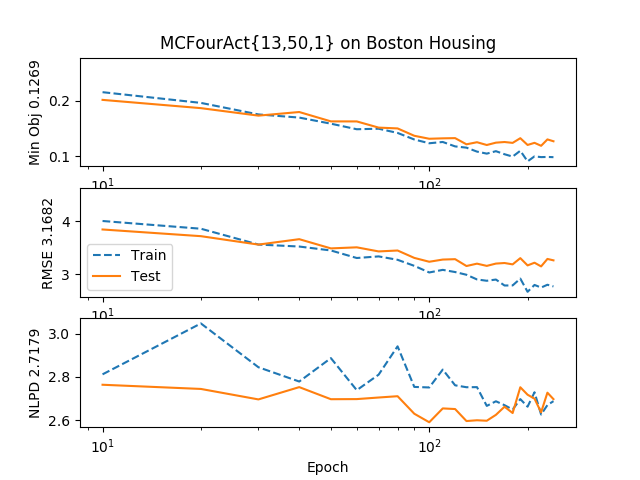 MCFourAct{13,50,1} on Boston Housing
Min Obj 0.1269
0.2
0.1
10¹
10²
RMSE 3.1682
4
3
Train
Test
10¹
10²
NLPD 2.7179
3.0
2.8
2.6
10¹
10²
Epoch